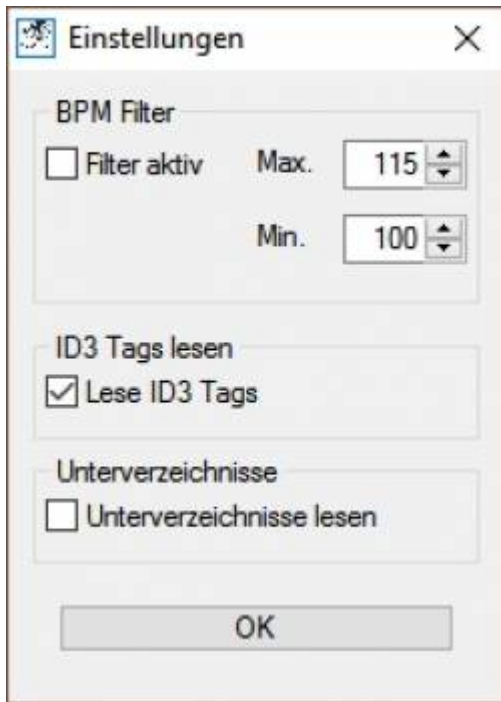 Einstellungen
BPM Filter
Filter aktiv Max. 115
Min. 100
ID3 Tags lesen
Lese ID3 Tags
Unterverzeichnisse
Unterverzeichnisse lesen
OK